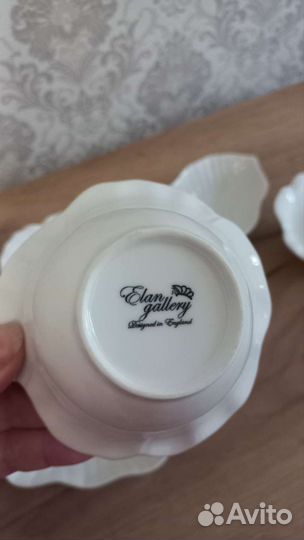 Elan
gallery
Designed in England
Avito